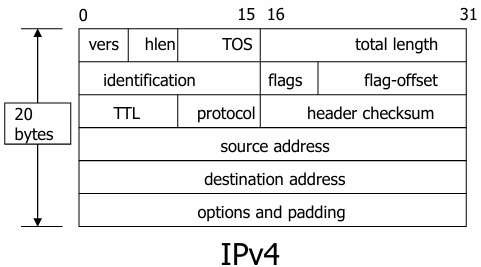 0 15 16 31
vers hlen TOS total length
identification flags flag-offset
TTL protocol header checksum
20
bytes
source address
destination address
options and padding
IPv4